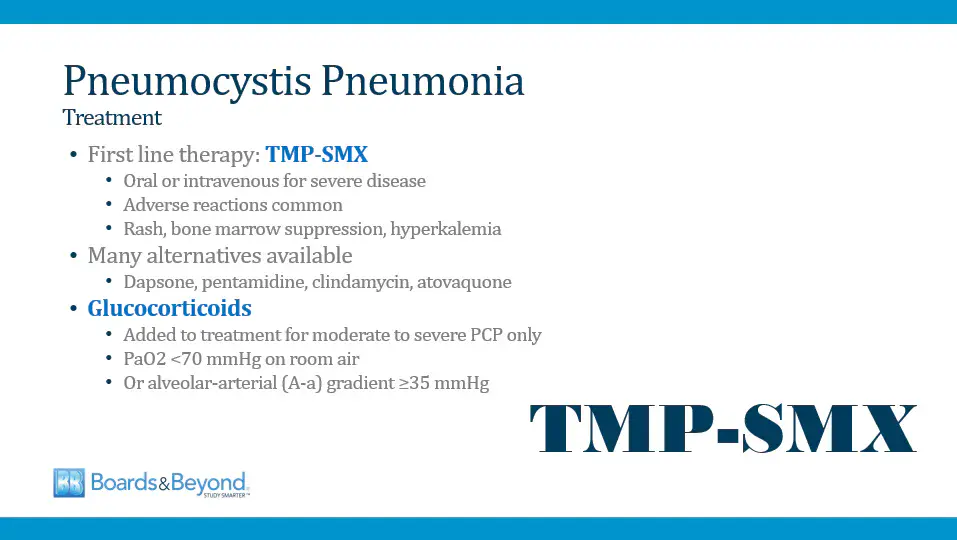 Pneumocystis Pneumonia
Treatment
• First line therapy: TMP-SMX
• Oral or intravenous for severe disease
• Adverse reactions common
• Rash, bone marrow suppression, hyperkalemia
• Many alternatives available
• Dapsone, pentamidine, clindamycin, atovaquone
• Glucocorticoids
• Added to treatment for moderate to severe PCP only
• PaO2 <70 mmHg on room air
• Or alveolar-arterial (A-a) gradient ≥35 mmHg
TMP-SMX
BB Boards&Beyond.
STUDY SMARTER™